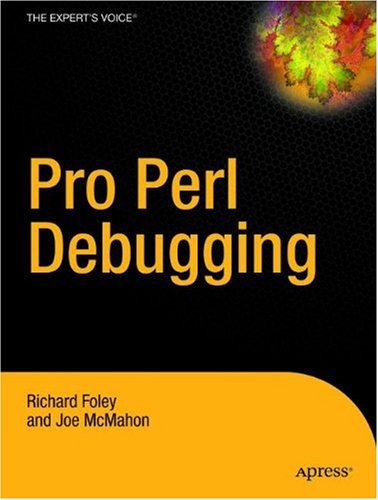 THE EXPERT'S VOICE®
Pro Perl
Debugging
Richard Foley
and Joe McMahon
Apress®